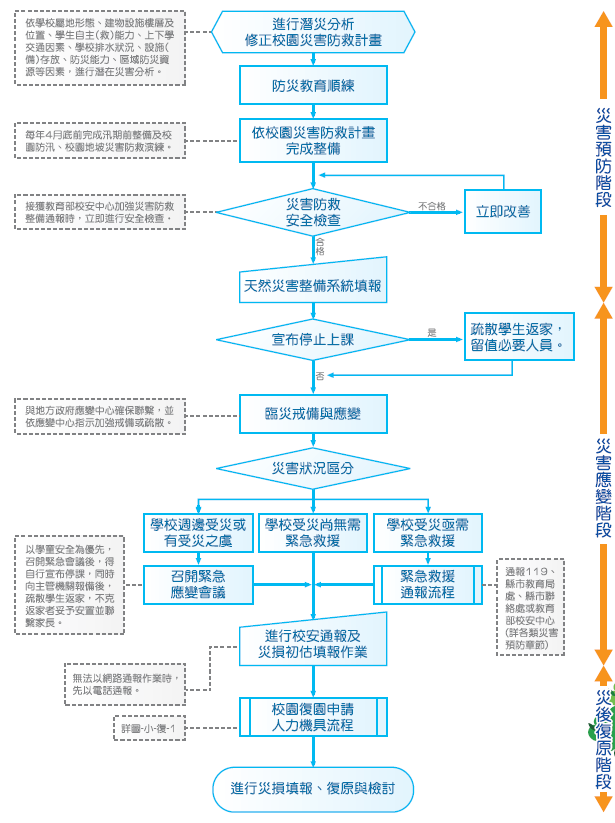 依學校屬地形態、建物設施樓層及
位置、學生自主(救)能力、上下學
交通因素、學校排水狀況、設施(
備)存放、防災能力、區域防災資
源等因素，進行潛在災害分析。
進行潛災分析
修正校園災害防救計畫
防災教育順練
每年4月底前完成汛期前整備及校
園防汛、校園地坡災害防救演練。
依校園災害防救計畫
完成整備
接獲教育部校安中心加強災害防救
整備通報時，立即進行安全檢查。
災害防救
安全檢查
不合格
立即改善
合
格
天然災害整備系統填報
災害預防階段
宣布停止上課
是
疏散學生返家，
留值必要人員。
否
與地方政府應變中心確保聯繫，並
依應變中心指示加強戒備或疏散。
臨災戒備與應變
災害狀況區分
災害應變階段
學校週邊受災或
有受災之虞
學校受災尚無需
緊急救援
學校受災亟需
緊急救援
以學童安全為優先，
召開緊急會議後，得
自行宣布停課，同時
向主管機關報備後，
疏散學生返家，不克
返家者妥予安置並聯
繫家長。
召開緊急
應變會議
緊急救援
通報流程
通報119、
縣市教育局
處、縣市聯
絡處或教育
部校安中心
(詳各類災害
預防章節)
進行校安通報及
災損初估填報作業
無法以網路通報作業時，
先以電話通報。
校園復園申請
人力機具流程
詳圖-小-復-1
災後復原階段
進行災損填報、復原與檢討